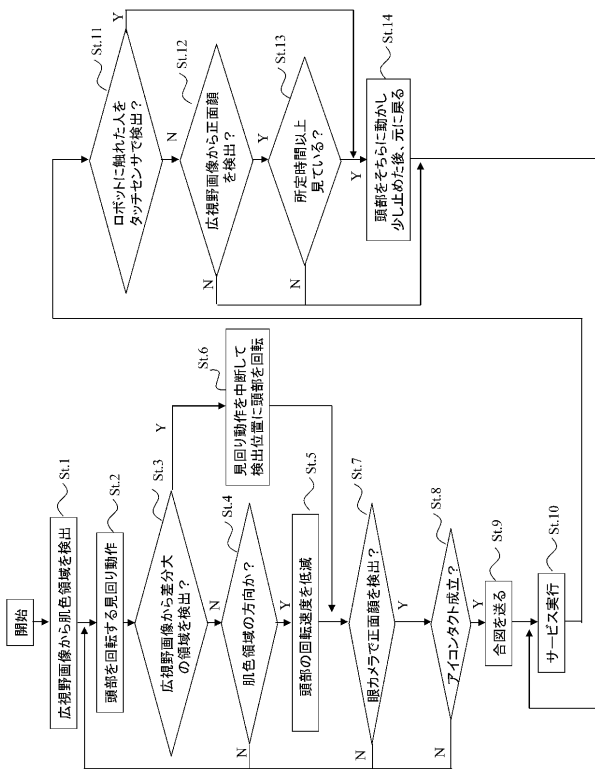 開始
St.1
広視野画像から肌色領域を検出
St.2
頭部を回転する見回り動作
St.3
広視野画像から差分大
の領域を検出？
Y
N
St.6
見回り動作を中断して
検出位置に頭部を回転
St.4
肌色領域の方向か？
N
Y
St.5
頭部の回転速度を低減
St.7
眼カメラで正面顔を検出？
N
Y
St.8
アイコンタクト成立？
N
Y
St.9
合図を送る
St.10
サービス実行
St.11
ロボットに触れた人を
タッチセンサで検出？
Y
N
St.12
広視野画像から正面顔
を検出？
N
Y
St.13
所定時間以上
見ている？
N
Y
St.14
頭部をそちらに動かし
少し止めた後、元に戻る